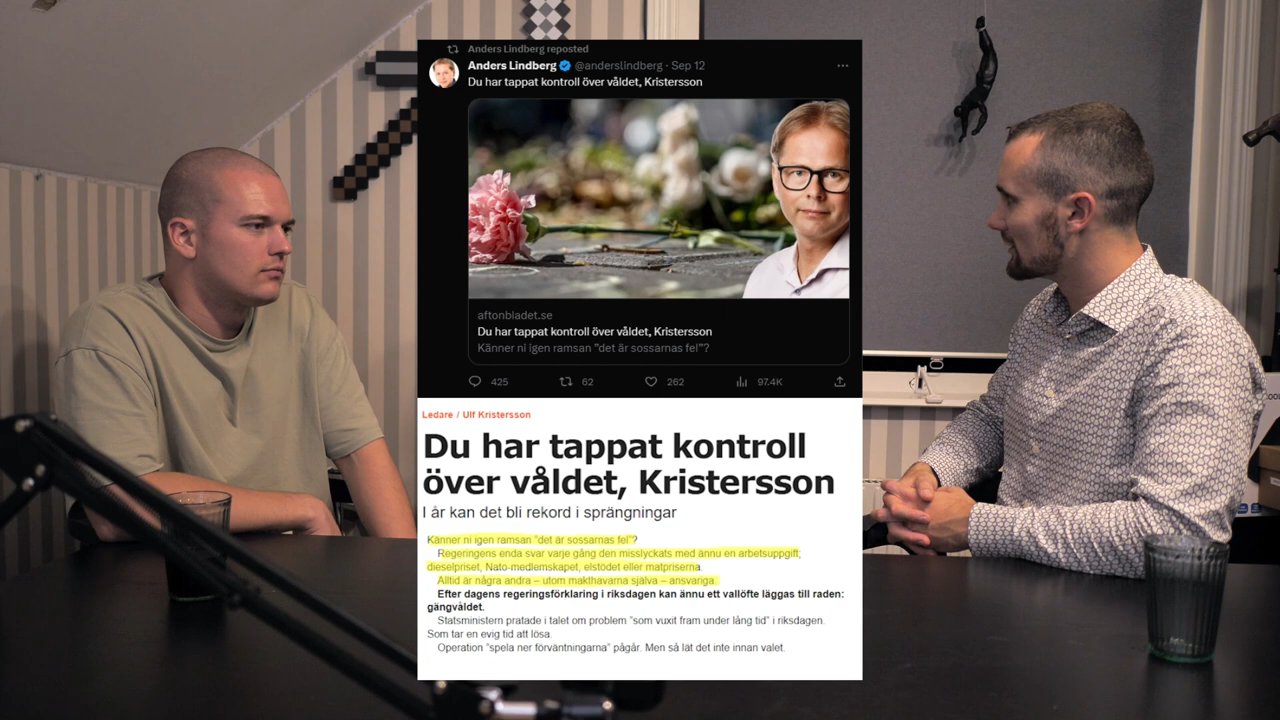 Anders Lindberg reposted
Anders Lindberg @anderslindberg · Sep 12
Du har tappat kontroll över våldet, Kristersson
aftonbladet.se
Du har tappat kontroll över våldet, Kristersson
Känner ni igen ramsan "det är sossarnas fel"?
425 62 262 97.4K
Ledare / Ulf Kristersson
Du har tappat kontroll
över våldet, Kristersson
I år kan det bli rekord i sprängningar
Känner ni igen ramsan "det är sossarnas fel"?
Regeringens enda svar varje gång den misslyckats med ännu en arbetsuppgift;
dieselpriset, Nato-medlemskapet, elstödet eller matpriserna.
Alltid är några andra – utom makthavarna själva – ansvariga.
Efter dagens regeringsförklaring i riksdagen kan ännu ett vallöfte läggas till raden:
gängvåldet.
Statsministern pratade i talet om problem "som vuxit fram under lång tid" i riksdagen.
Som tar en evig tid att lösa.
Operation "spela ner förväntningarna" pågår. Men så lät det inte innan valet.